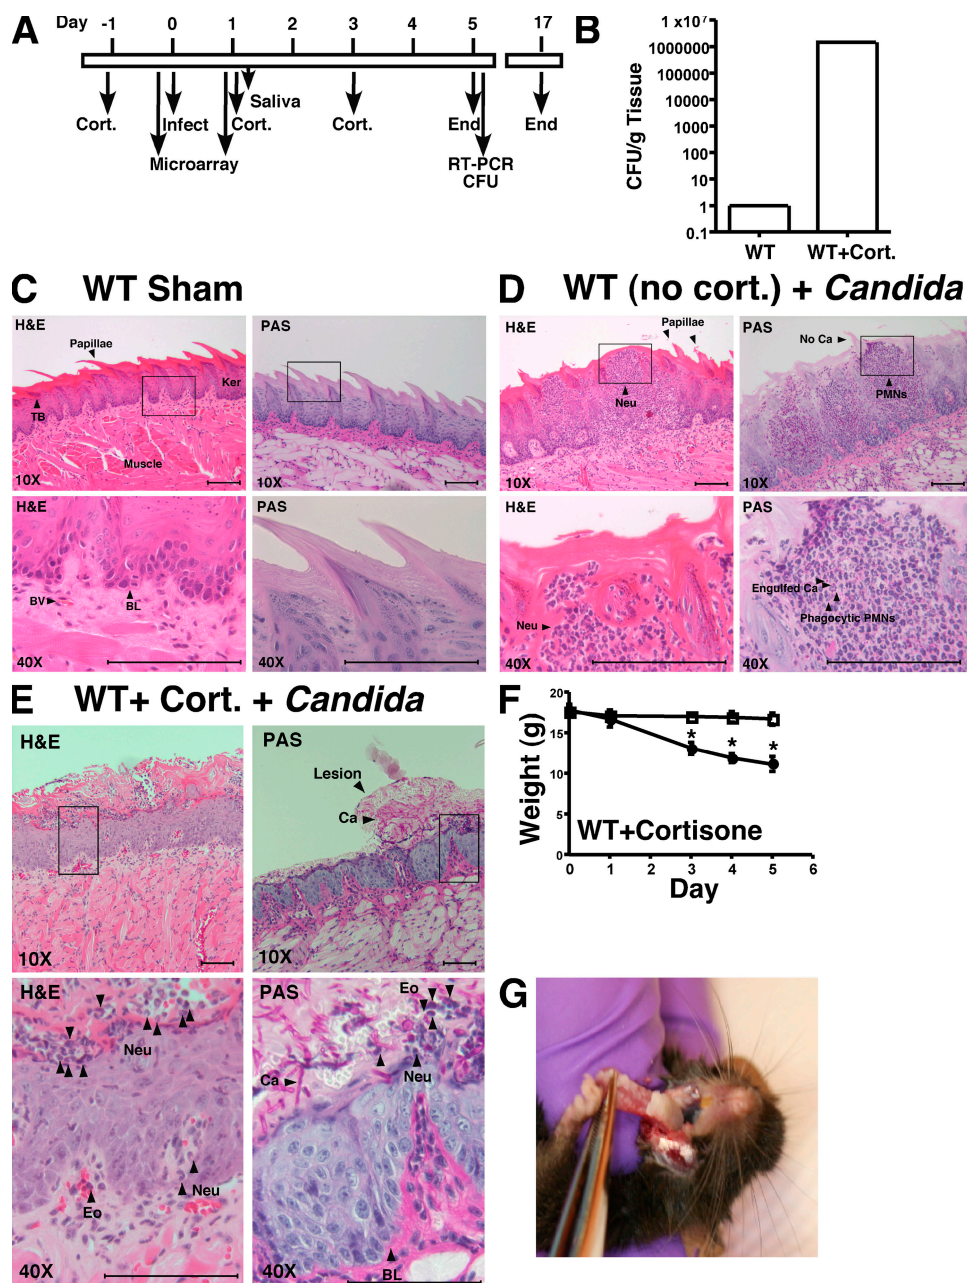 A
Day -1 0 1 2 3 4 5 17
Saliva
Cort. Infect Cort. Cort. End End
Microarray RT-PCR
CFU
B
CFU/g Tissue
1 x10⁷
1000000
100000
10000
1000
100
10
1
0.1
WT WT+Cort.
C WT Sham
H&E
Papillae
Ker
TB
Muscle
10X
PAS
10X
H&E
BV
BL
40X
PAS
40X
D WT (no cort.) + Candida
H&E
Papillae
Neu
10X
PAS
No Ca
PMNs
10X
H&E
Neu
40X
PAS
Engulfed Ca
Phagocytic PMNs
40X
E WT+ Cort. + Candida
H&E
10X
PAS
Lesion
Ca
10X
H&E
Neu
Neu
Eo
40X
PAS
Eo
Neu
Ca
BL
40X
F
Weight (g)
20
15
10
5
0
* * *
WT+Cortisone
0 1 2 3 4 5 6
Day
G